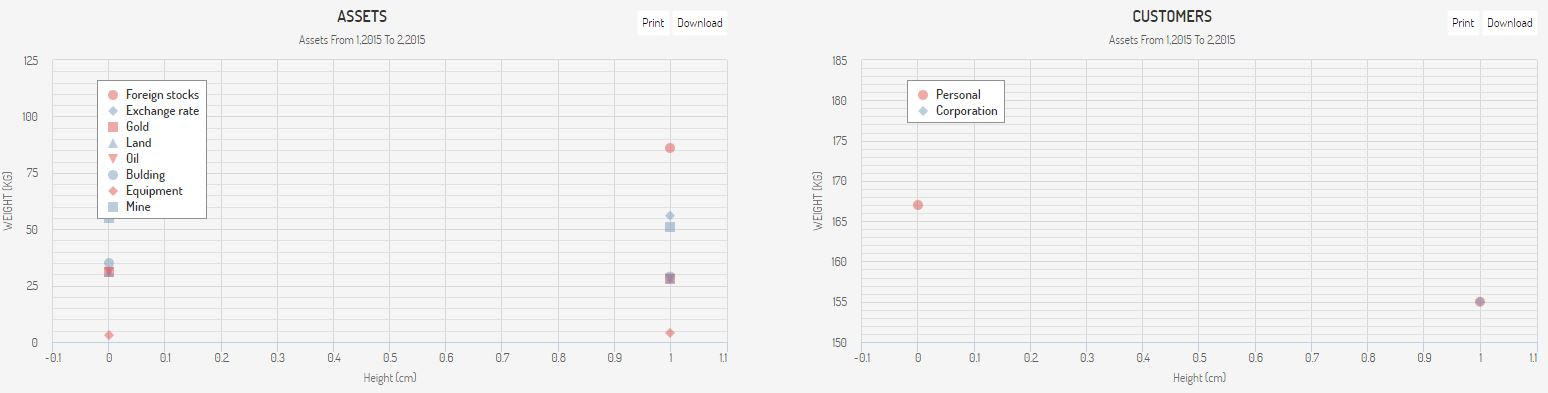 ASSETS
Print
Download
Assets From 1,2015 To 2,2015
125
100
75
50
25
0
WEIGHT (KG)
Foreign stocks
Exchange rate
Gold
Land
Oil
Bulding
Equipment
Mine
-0.1 0 0.1 0.2 0.3 0.4 0.5 0.6 0.7 0.8 0.9 1 1.1
Height (cm)
CUSTOMERS
Print
Download
Assets From 1,2015 To 2,2015
185
180
175
170
165
160
155
150
WEIGHT (KG)
Personal
Corporation
-0.1 0 0.1 0.2 0.3 0.4 0.5 0.6 0.7 0.8 0.9 1 1.1
Height (cm)